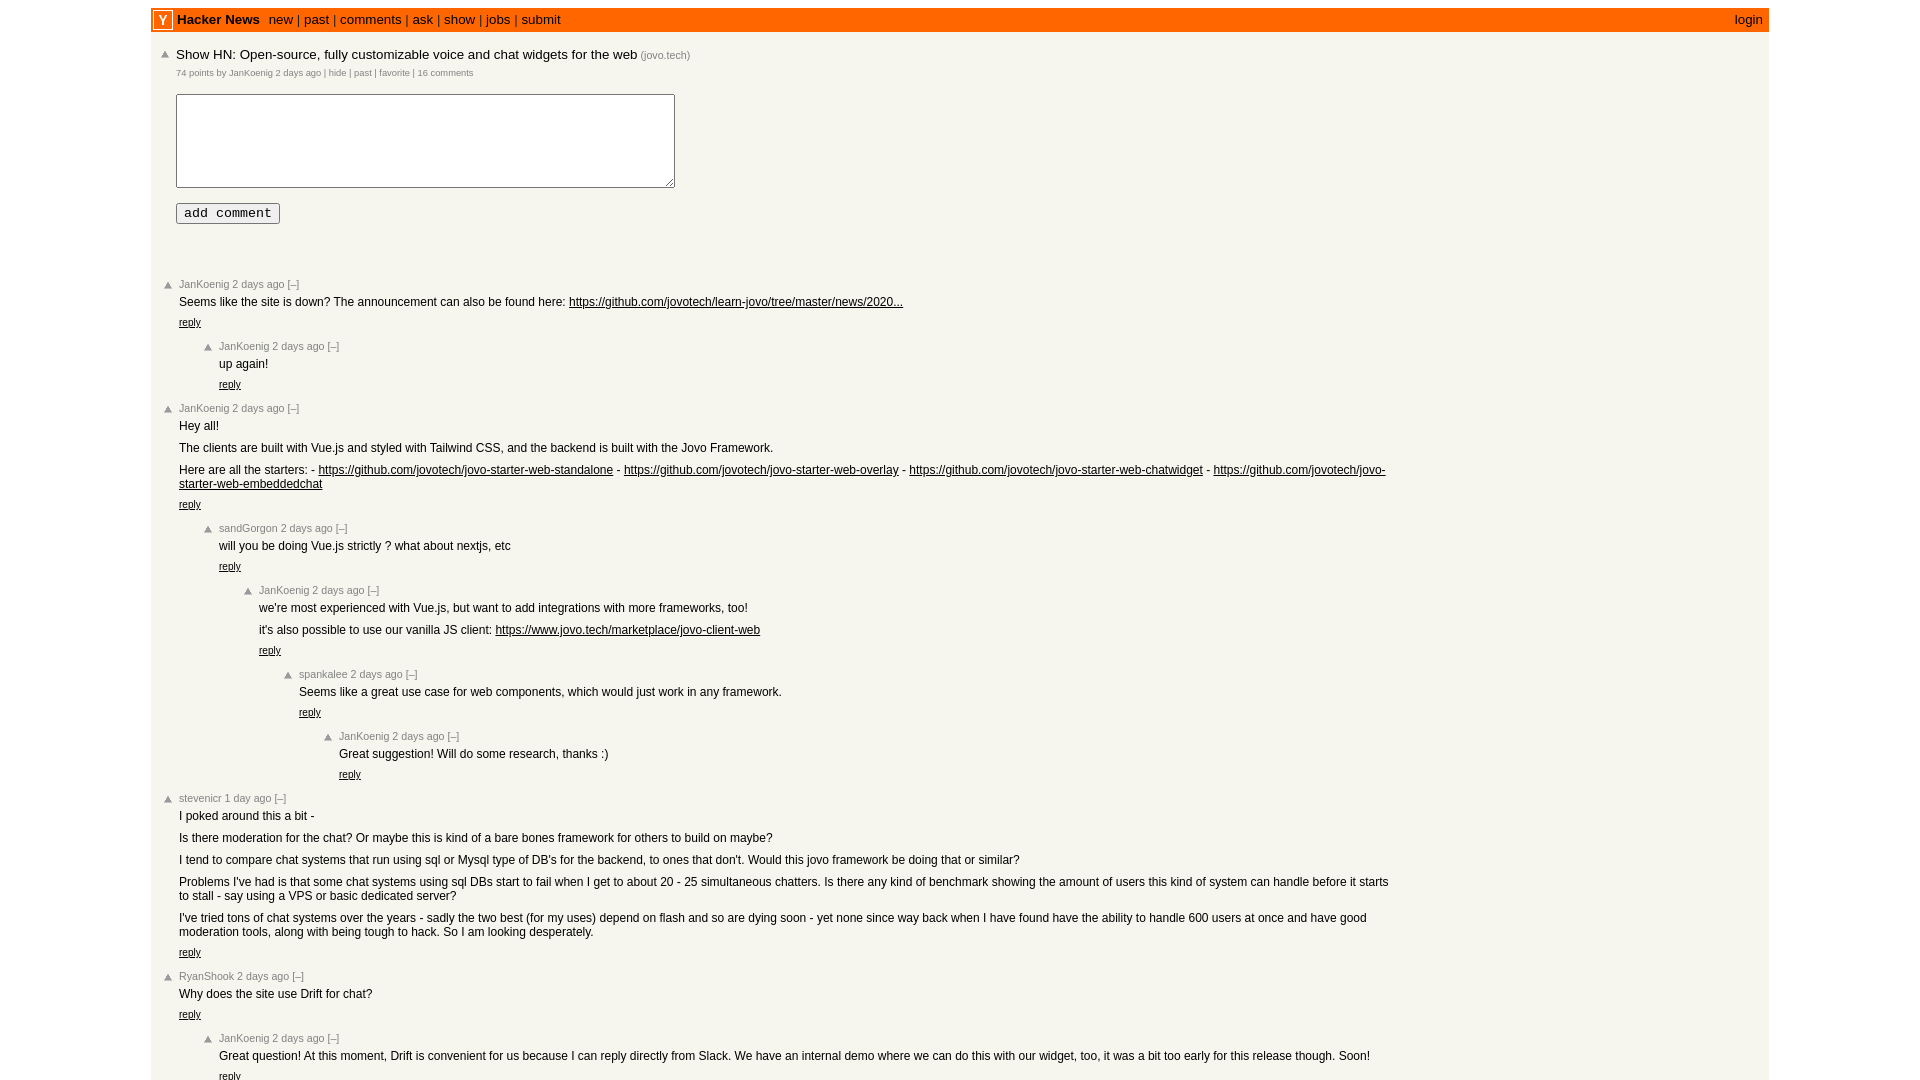 Y Hacker News new | past | comments | ask | show | jobs | submit login
Show HN: Open-source, fully customizable voice and chat widgets for the web (jovo.tech)
74 points by JanKoenig 2 days ago | hide | past | favorite | 16 comments
add comment
JanKoenig 2 days ago [–]
Seems like the site is down? The announcement can also be found here: https://github.com/jovotech/learn-jovo/tree/master/news/2020...
reply
JanKoenig 2 days ago [–]
up again!
reply
JanKoenig 2 days ago [–]
Hey all!
The clients are built with Vue.js and styled with Tailwind CSS, and the backend is built with the Jovo Framework.
Here are all the starters: - https://github.com/jovotech/jovo-starter-web-standalone - https://github.com/jovotech/jovo-starter-web-overlay - https://github.com/jovotech/jovo-starter-web-chatwidget - https://github.com/jovotech/jovo-
starter-web-embeddedchat
reply
sandGorgon 2 days ago [–]
will you be doing Vue.js strictly ? what about nextjs, etc
reply
JanKoenig 2 days ago [–]
we're most experienced with Vue.js, but want to add integrations with more frameworks, too!
it's also possible to use our vanilla JS client: https://www.jovo.tech/marketplace/jovo-client-web
reply
spankalee 2 days ago [–]
Seems like a great use case for web components, which would just work in any framework.
reply
JanKoenig 2 days ago [–]
Great suggestion! Will do some research, thanks :)
reply
stevenicr 1 day ago [–]
I poked around this a bit -
Is there moderation for the chat? Or maybe this is kind of a bare bones framework for others to build on maybe?
I tend to compare chat systems that run using sql or Mysql type of DB's for the backend, to ones that don't. Would this jovo framework be doing that or similar?
Problems I've had is that some chat systems using sql DBs start to fail when I get to about 20 - 25 simultaneous chatters. Is there any kind of benchmark showing the amount of users this kind of system can handle before it starts
to stall - say using a VPS or basic dedicated server?
I've tried tons of chat systems over the years - sadly the two best (for my uses) depend on flash and so are dying soon - yet none since way back when I have found have the ability to handle 600 users at once and have good
moderation tools, along with being tough to hack. So I am looking desperately.
reply
RyanShook 2 days ago [–]
Why does the site use Drift for chat?
reply
JanKoenig 2 days ago [–]
Great question! At this moment, Drift is convenient for us because I can reply directly from Slack. We have an internal demo where we can do this with our widget, too, it was a bit too early for this release though. Soon!
reply